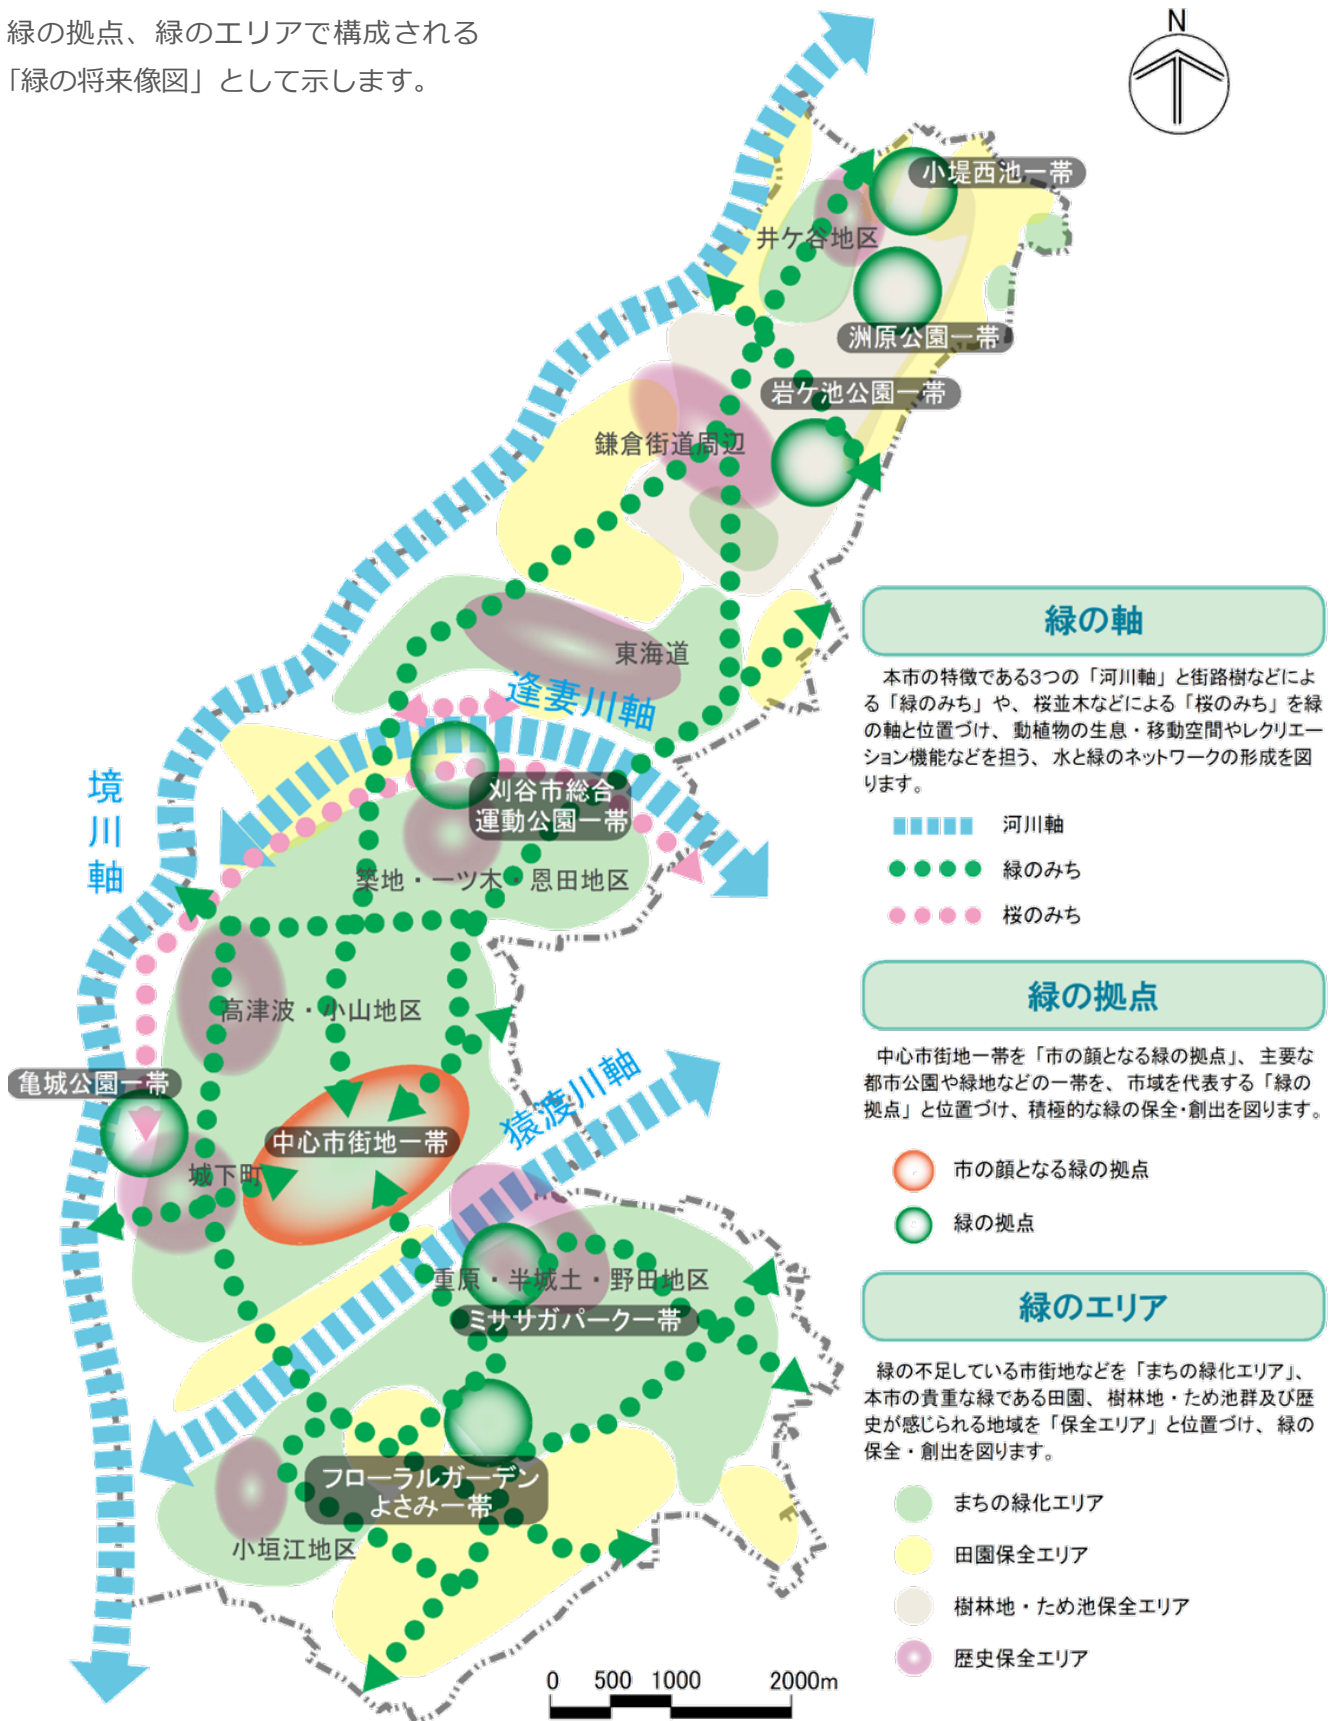 緑の拠点、緑のエリアで構成される
「緑の将来像図」として示します。
N
小堤西池一帯
井ケ谷地区
洲原公園一帯
岩ケ池公園一帯
鎌倉街道周辺
東海道
逢妻川軸
境川軸
刈谷市総合
運動公園一帯
築地・一ツ木・恩田地区
高津波・小山地区
亀城公園一帯
猿渡川軸
中心市街地一帯
城下町
重原・半城土・野田地区
ミササガパーク一帯
フローラルガーデン
よさみ一帯
小垣江地区
0 500 1000 2000m
緑の軸
本市の特徴である3つの「河川軸」と街路樹などによ
る「緑のみち」や、桜並木などによる「桜のみち」を緑
の軸と位置づけ、動植物の生息・移動空間やレクリエー
ション機能などを担う、水と緑のネットワークの形成を図
ります。
河川軸
緑のみち
桜のみち
緑の拠点
中心市街地一帯を「市の顔となる緑の拠点」、主要な
都市公園や緑地などの一帯を、市域を代表する「緑の
拠点」と位置づけ、積極的な緑の保全・創出を図ります。
市の顔となる緑の拠点
緑の拠点
緑のエリア
緑の不足している市街地などを「まちの緑化エリア」、
本市の貴重な緑である田園、樹林地・ため池群及び歴
史が感じられる地域を「保全エリア」と位置づけ、緑の
保全・創出を図ります。
まちの緑化エリア
田園保全エリア
樹林地・ため池保全エリア
歴史保全エリア